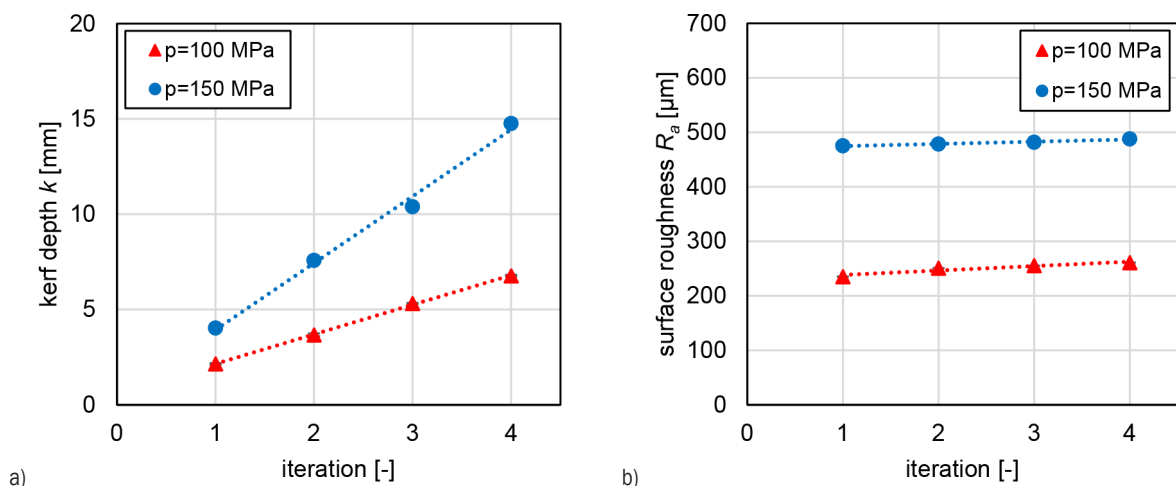 20
15
10
5
0
kerf depth k [mm]
p=100 MPa
p=150 MPa
0 1 2 3 4
iteration [-]
a)
700
600
500
400
300
200
100
0
surface roughness Ra [µm]
p=100 MPa
p=150 MPa
0 1 2 3 4
iteration [-]
b)